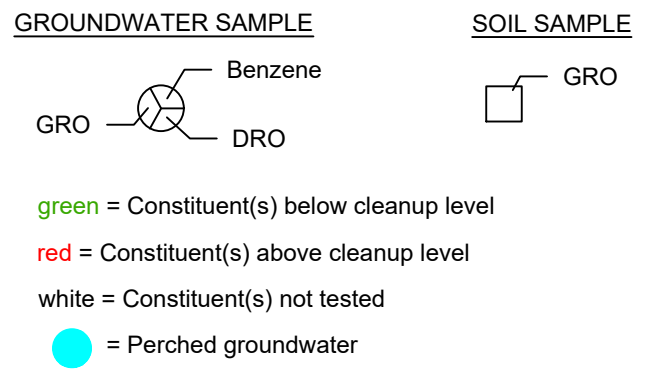 GROUNDWATER SAMPLE
SOIL SAMPLE
Benzene
GRO
GRO
DRO
green = Constituent(s) below cleanup level
red = Constituent(s) above cleanup level
white = Constituent(s) not tested
= Perched groundwater